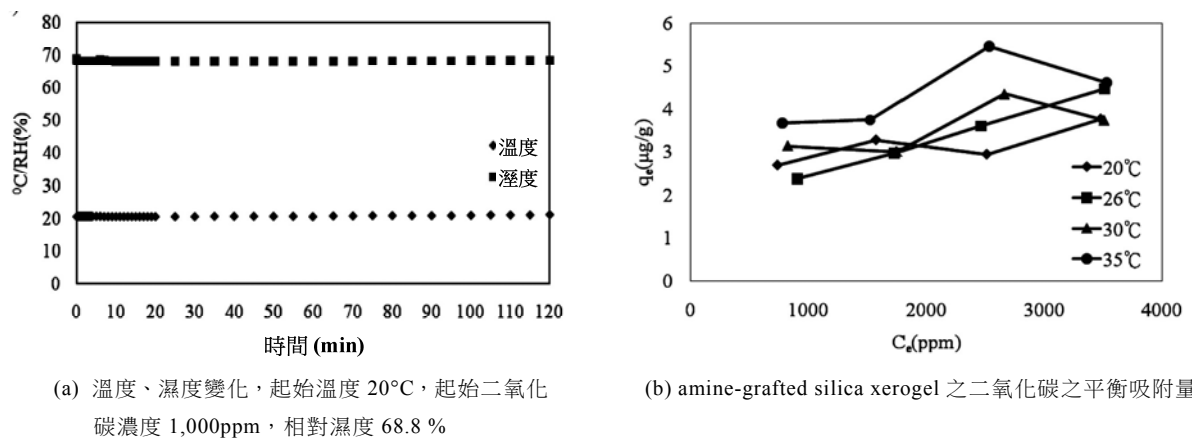 80
70
60
50
40
30
20
10
0
⁰C/RH(%)
溫度
溼度
0 10 20 30 40 50 60 70 80 90 100 110 120
時間 (min)
(a) 溫度、濕度變化，起始溫度 20°C，起始二氧化
碳濃度 1,000ppm，相對濕度 68.8 %
6
5
4
3
2
1
0
qₑ(μg/g)
20℃
26℃
30℃
35℃
0 1000 2000 3000 4000
Cₑ(ppm)
(b) amine-grafted silica xerogel 之二氧化碳之平衡吸附量